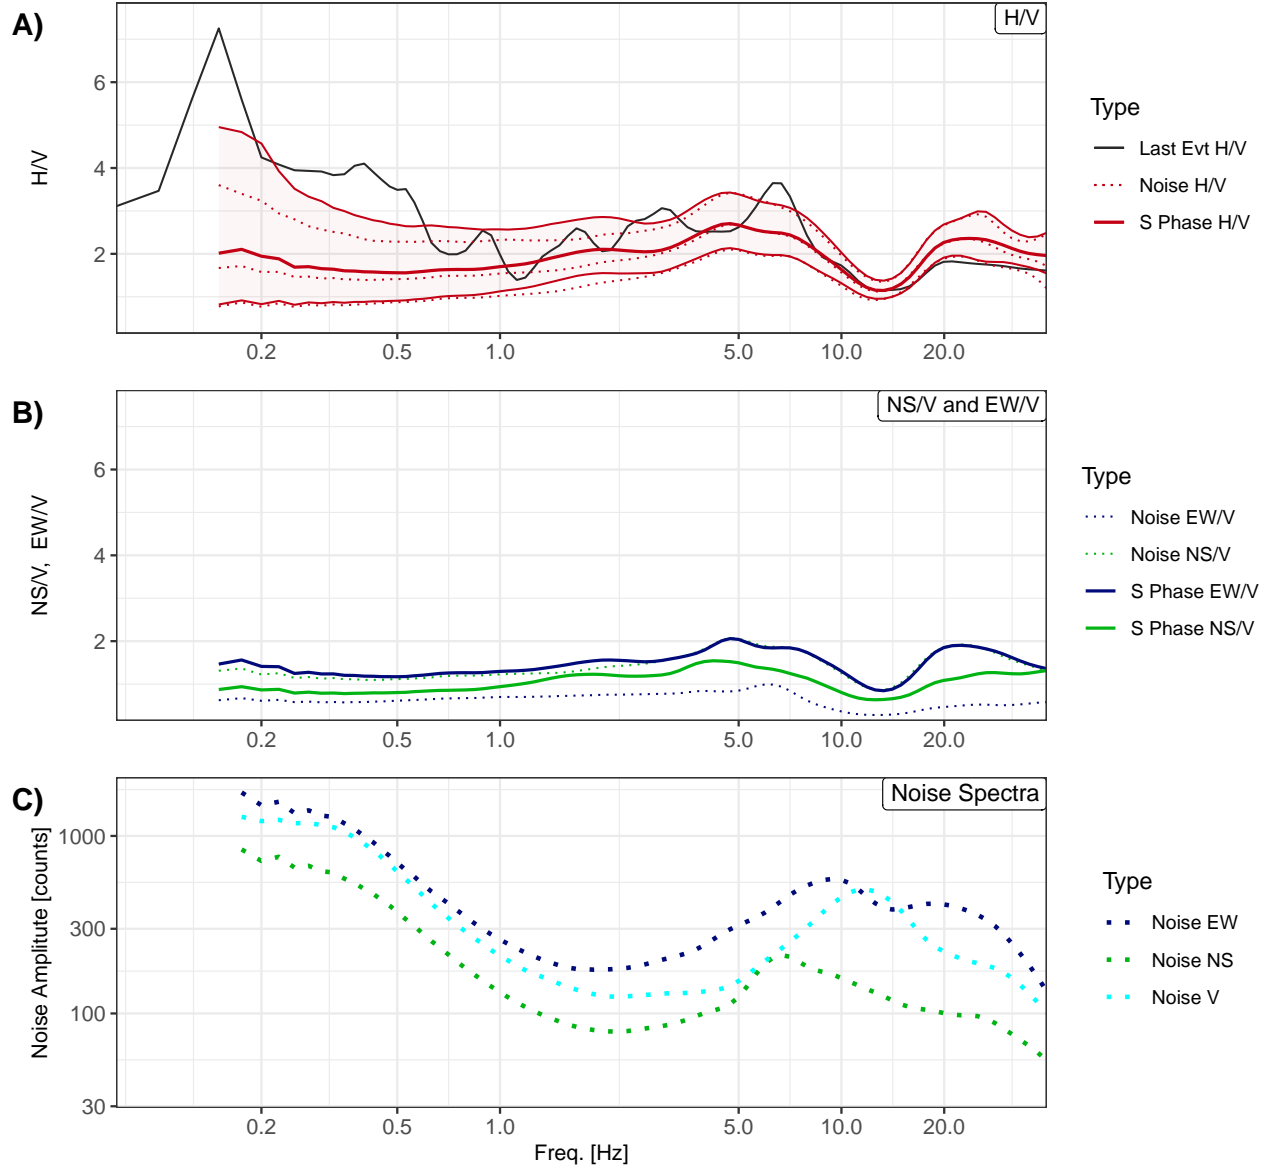 A)
H/V
H/V
6
4
2
0.2 0.5 1.0 5.0 10.0 20.0
Type
Last Evt H/V
Noise H/V
S Phase H/V
B)
NS/V and EW/V
NS/V, EW/V
6
4
2
0.2 0.5 1.0 5.0 10.0 20.0
Type
Noise EW/V
Noise NS/V
S Phase EW/V
S Phase NS/V
C)
Noise Spectra
Noise Amplitute [counts]
1000
300
100
30
0.2 0.5 1.0 5.0 10.0 20.0
Freq. [Hz]
Type
Noise EW
Noise NS
Noise V